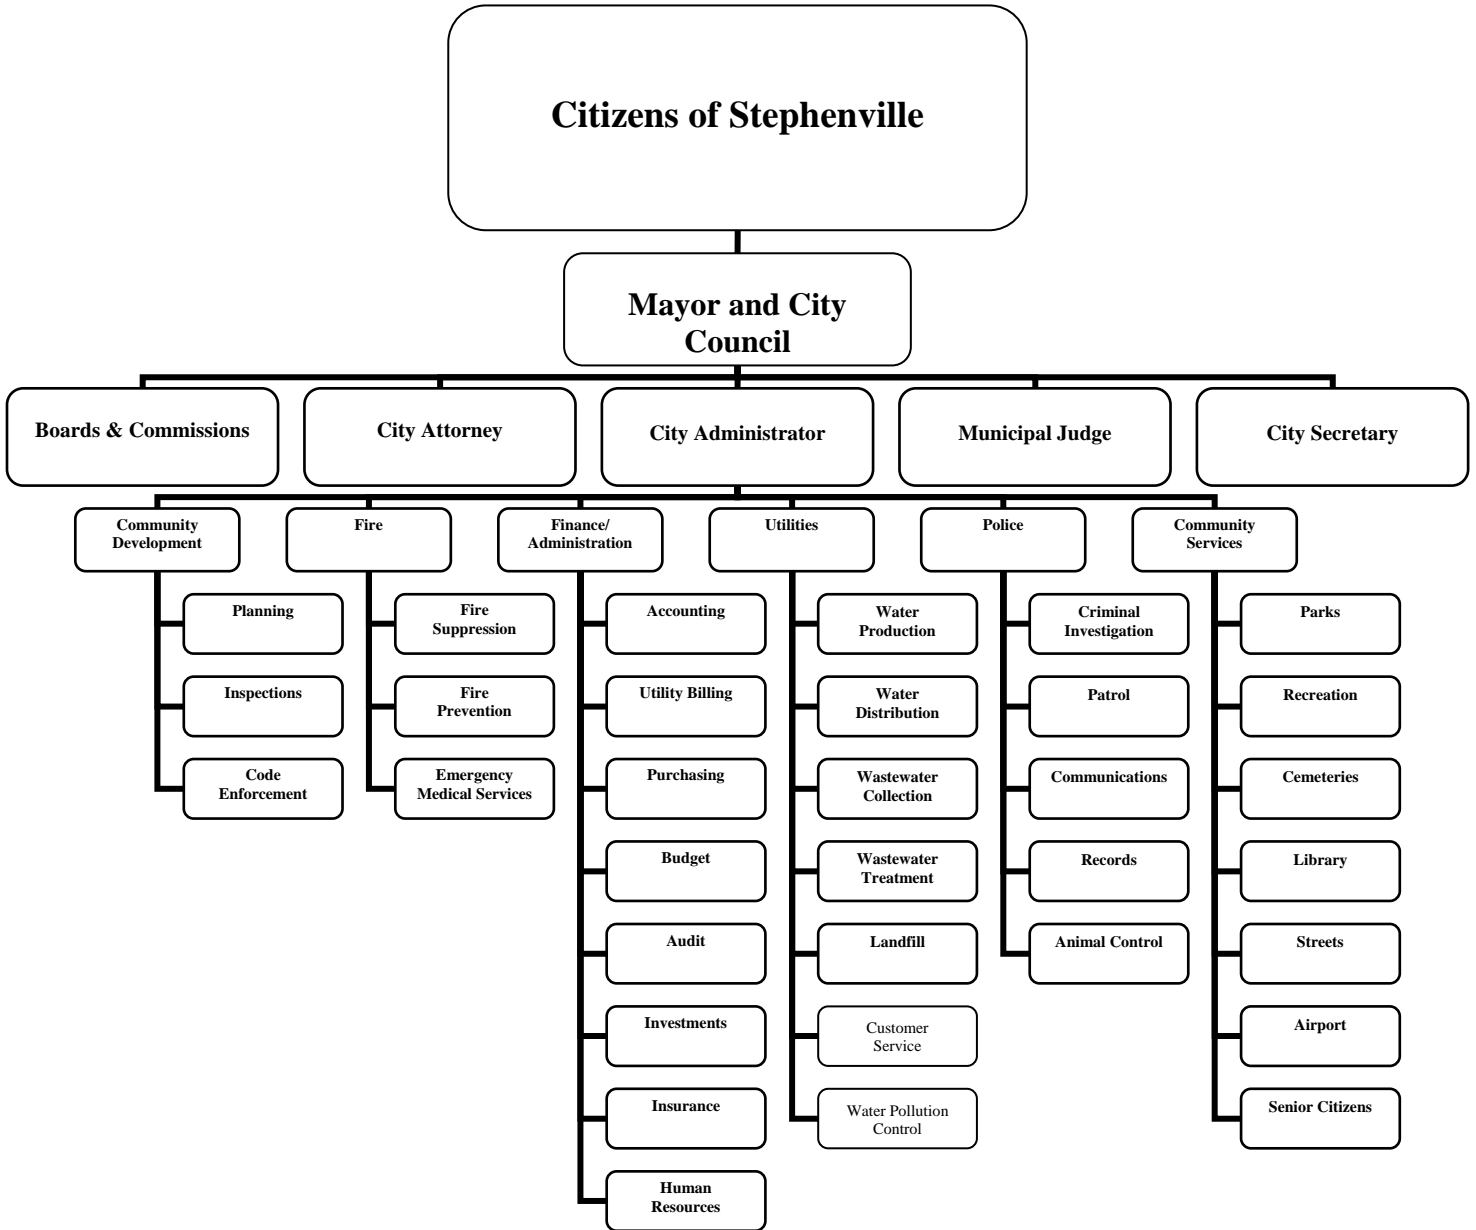 Citizens of Stephenville
Mayor and City
Council
Boards & Commissions
City Attorney
City Administrator
Municipal Judge
City Secretary
Community
Development
Fire
Finance/
Administration
Utilities
Police
Community
Services
Planning
Inspections
Code
Enforcement
Fire
Suppression
Fire
Prevention
Emergency
Medical Services
Accounting
Utility Billing
Purchasing
Budget
Audit
Investments
Insurance
Human
Resources
Water
Production
Water
Distribution
Wastewater
Collection
Wastewater
Treatment
Landfill
Customer
Service
Water Pollution
Control
Criminal
Investigation
Patrol
Communications
Records
Animal Control
Parks
Recreation
Cemeteries
Library
Streets
Airport
Senior Citizens